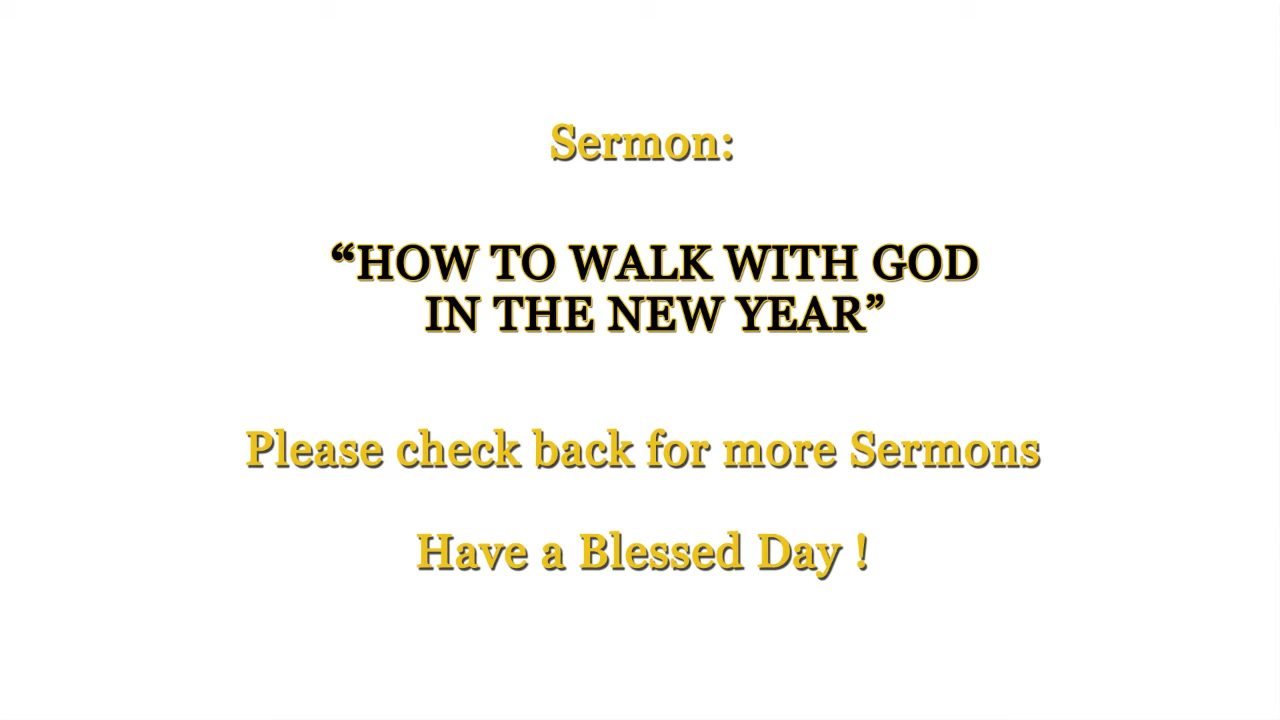 Sermon:
“HOW TO WALK WITH GOD
IN THE NEW YEAR”
Please check back for more Sermons
Have a Blessed Day !